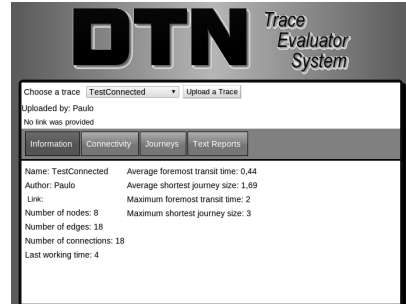 DTN
Trace
Evaluator
System
Choose a trace TestConnected Upload a Trace
Uploaded by: Paulo
No link was provided
Information Connectivity Journeys Text Reports
Name: TestConnected Average foremost transit time: 0,44
Author: Paulo Average shortest journey size: 1,69
Link: Maximum foremost transit time: 2
Number of nodes: 8 Maximum shortest journey size: 3
Number of edges: 18
Number of connections: 18
Last working time: 4